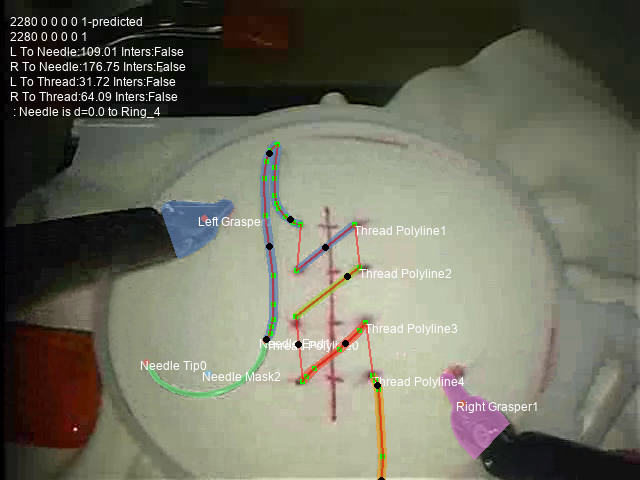 2280 0 0 0 0 1-predicted
2280 0 0 0 0 1
L To Needle:109.01 Inters:False
R To Needle:176.75 Inters:False
L To Thread:31.72 Inters:False
R To Thread:64.09 Inters:False
: Needle is d=0.0 to Ring_4
Left Graspe
Thread Polyline1
Thread Polyline2
Thread Polyline3
Needle Tip0
Needle Mask2
Thread Polyline4
Right Grasper1